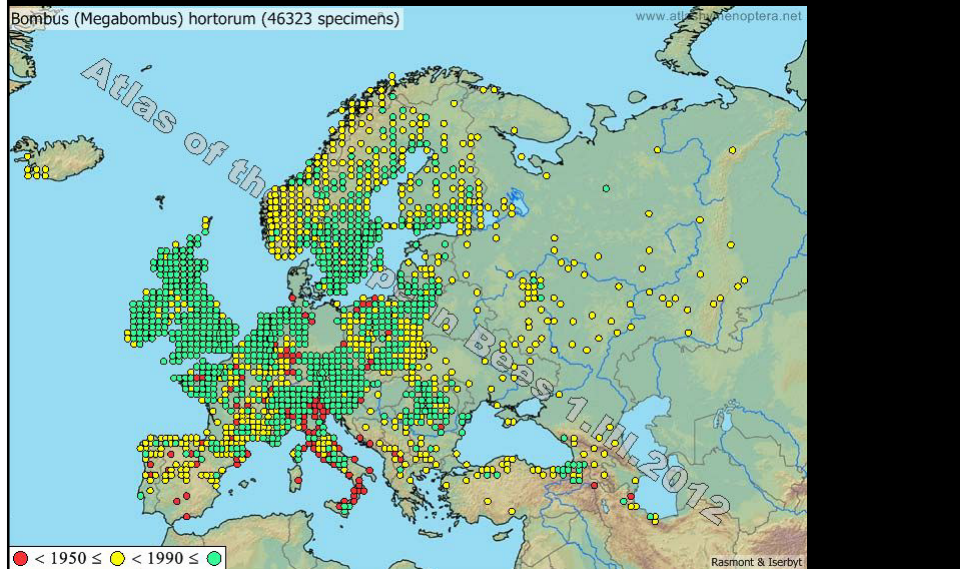 Bombus (Megabombus) hortorum (46323 specimens)
www.atlashymenoptera.net
Atlas of the European Bees 1.III.2012
< 1950 ≤ < 1990 ≤
Rasmont & Iserbyt